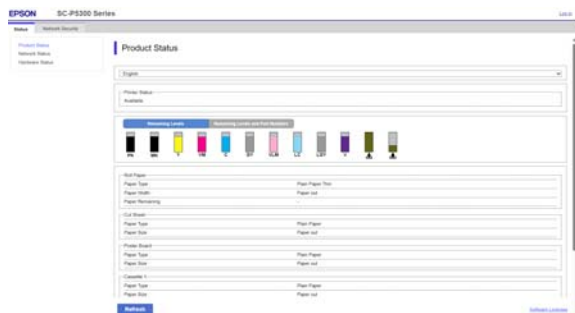 EPSON SC-P5300 Series
Log in
Status Network Security
Product Status
Network Status
Hardware Status
Product Status
English
Printer Status
Available
Remaining Levels Remaining Levels and Part Numbers
PK MK Y VM C GY VLM LC LGY V
Roll Paper
Paper Type Plain Paper Thin
Paper Width Paper out
Paper Remaining -
Cut Sheet
Paper Type Plain Paper
Paper Size Paper out
Poster Board
Paper Type Plain Paper
Paper Size Paper out
Cassette 1
Paper Type Plain Paper
Paper Size Paper out
Refresh
Software Licenses